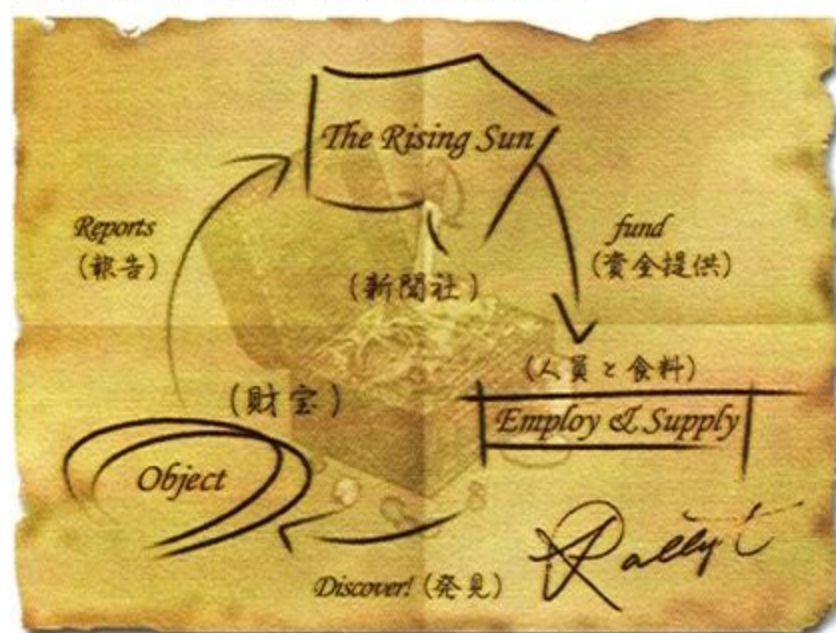 The Rising Sun
Reports
(報告)
fund
(資金提供)
(新聞社)
(人員と食料)
Employ & Supply
(財宝)
Object
Discover! (発見)